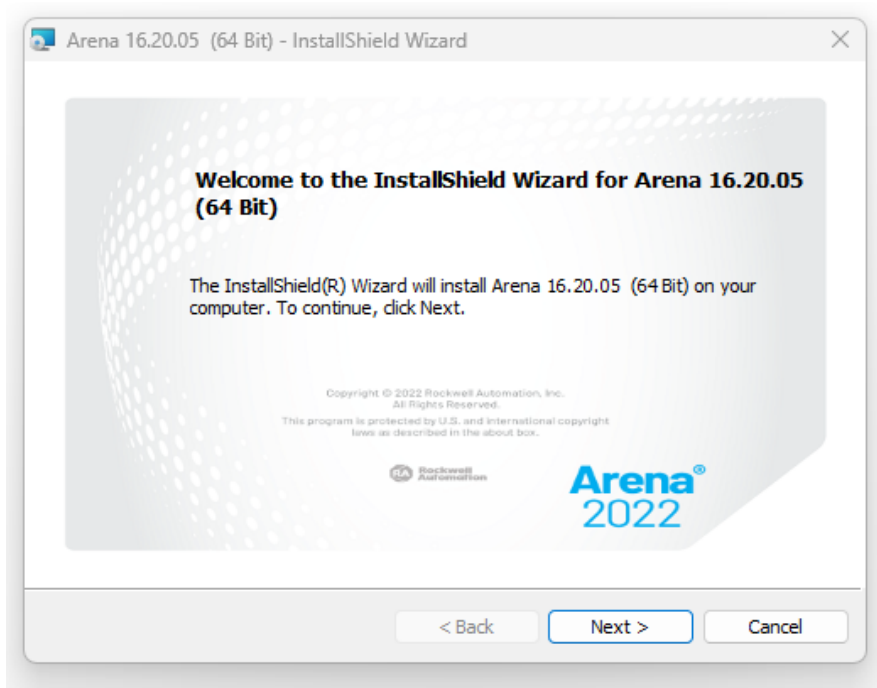 Arena 16.20.05 (64 Bit) - InstallShield Wizard
Welcome to the InstallShield Wizard for Arena 16.20.05
(64 Bit)
The InstallShield(R) Wizard will install Arena 16.20.05 (64 Bit) on your
computer. To continue, click Next.
Copyright © 2022 Rockwell Automation, Inc.
All Rights Reserved.
This program is protected by U.S. and international copyright
laws as described in the about box.
RA Rockwell
Automation
Arena®
2022
< Back Next > Cancel